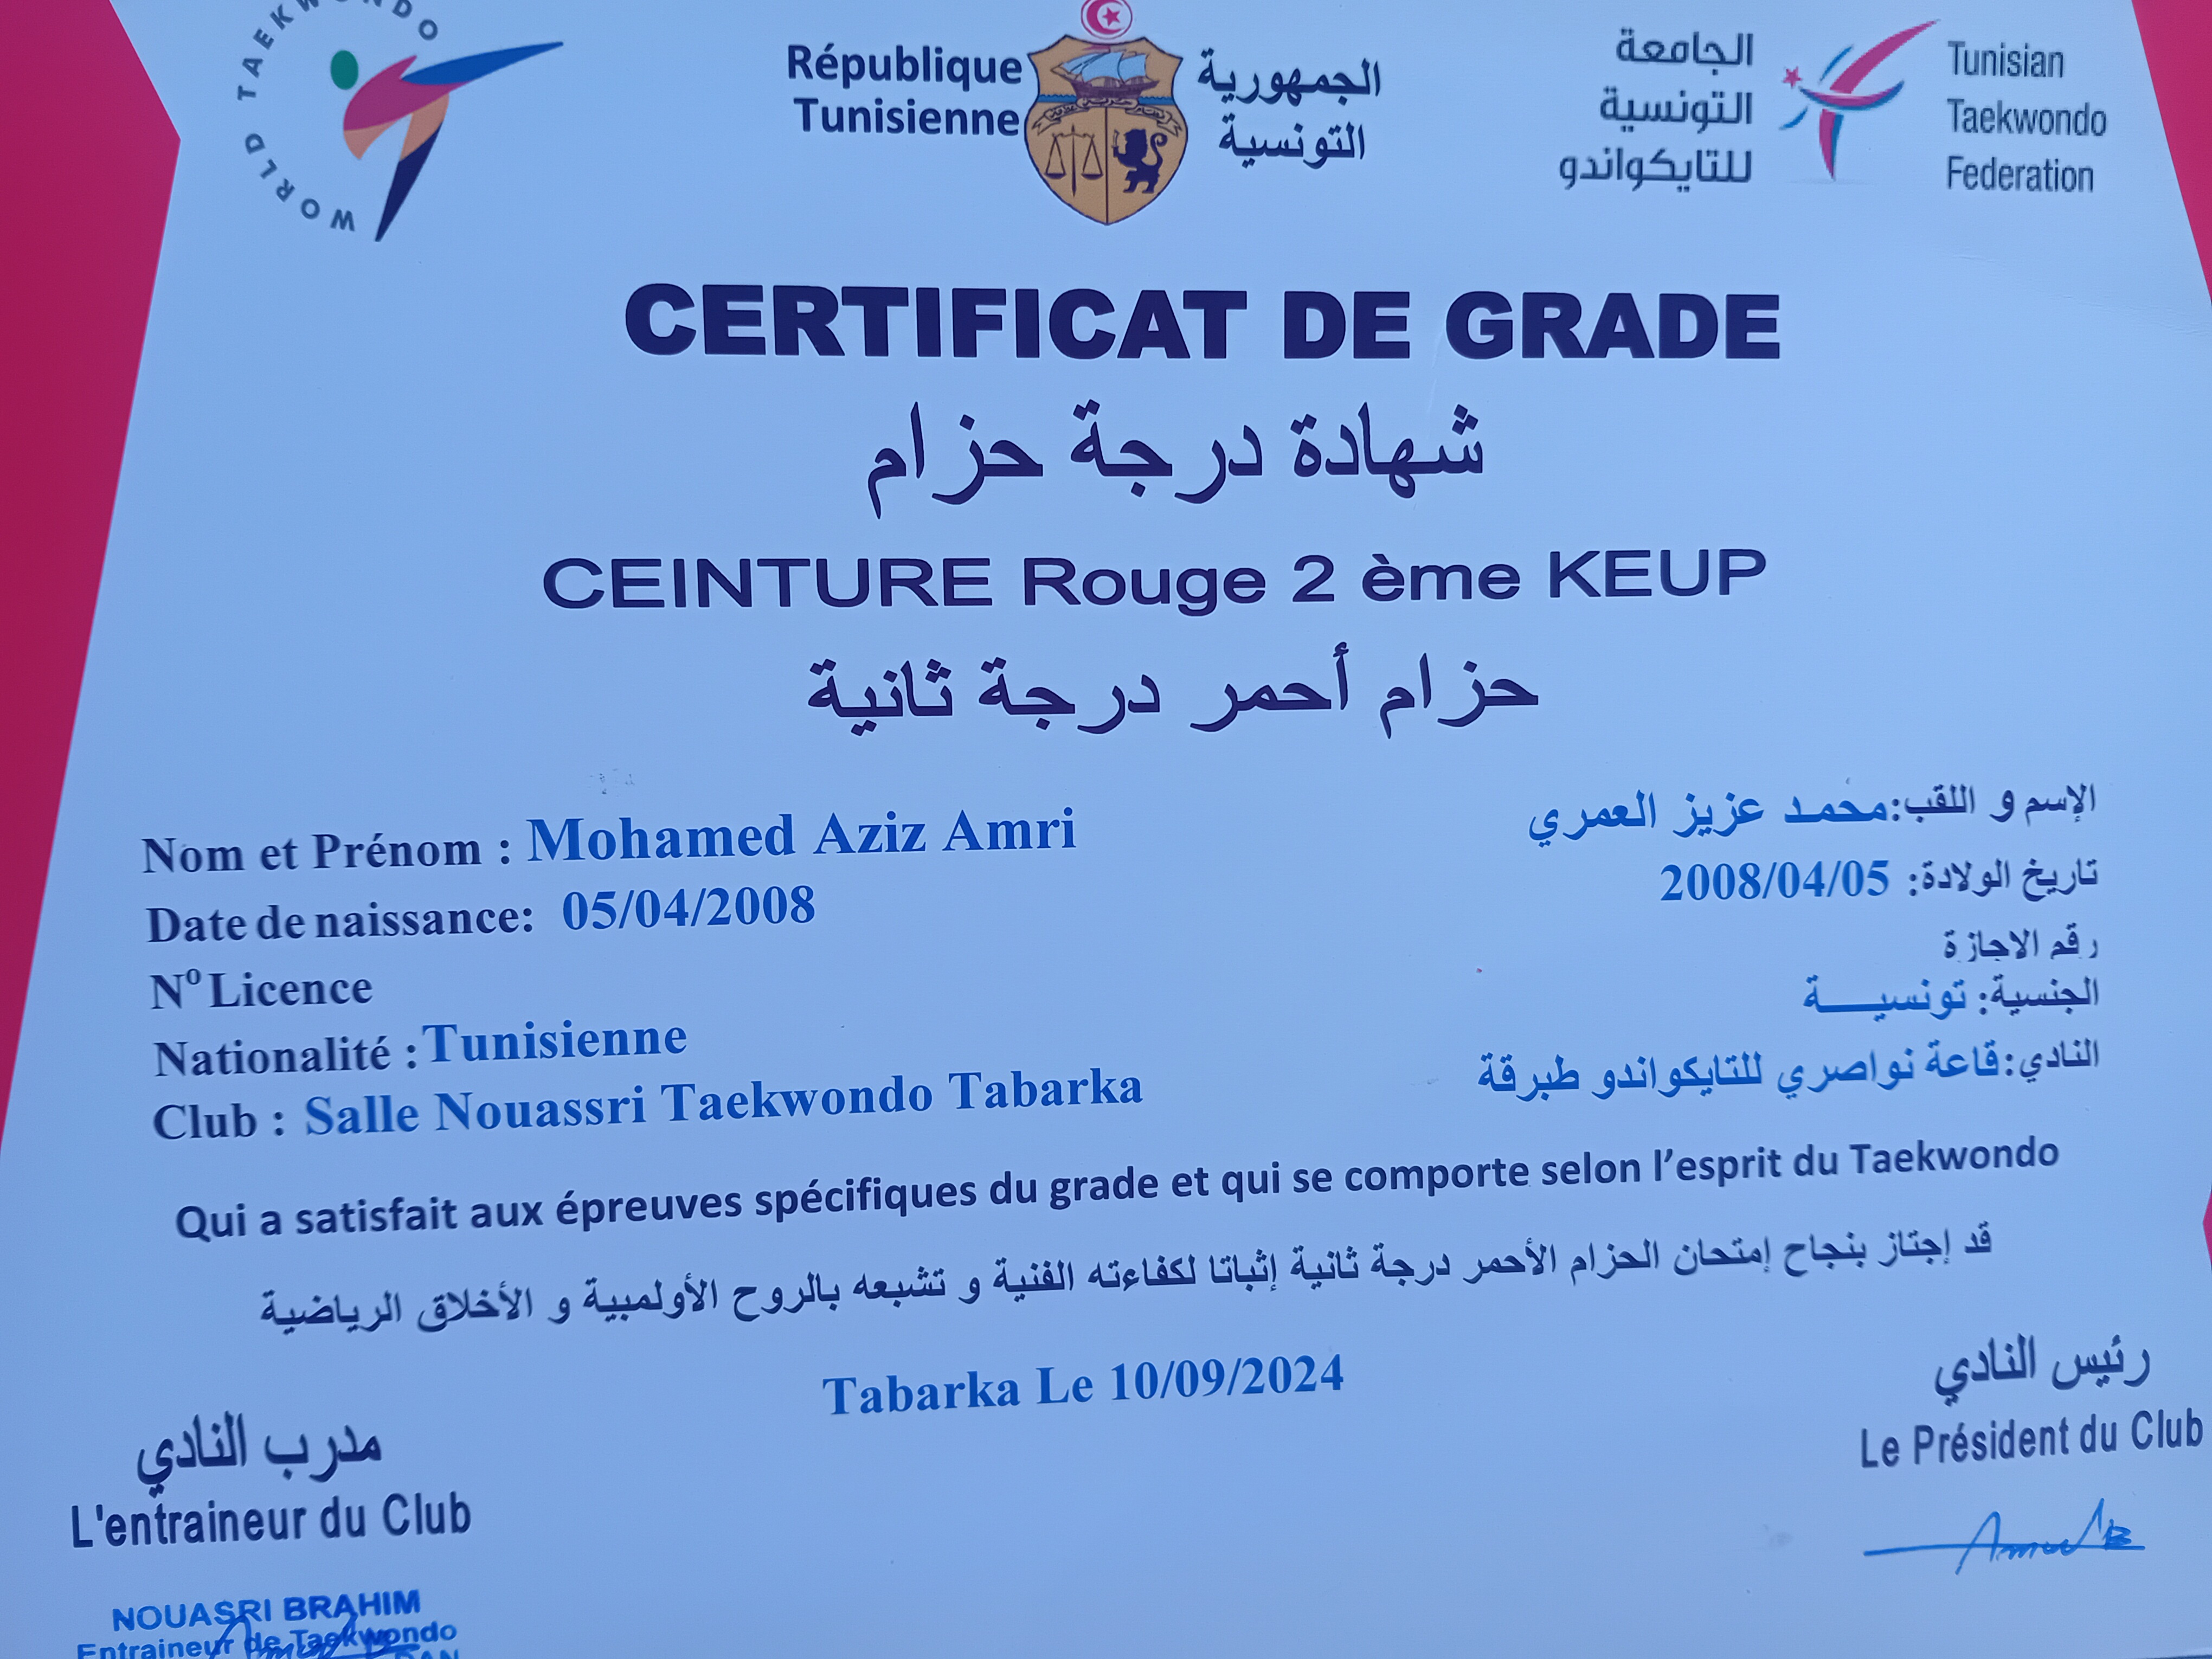 WORLD TAEKWONDO
République
Tunisienne
الجمهورية
التونسية
الجامعة
التونسية
للتايكواندو
Tunisian
Taekwondo
Federation
CERTIFICAT DE GRADE
شهادة درجة حزام
CEINTURE Rouge 2 ème KEUP
حزام أحمر درجة ثانية
Nom et Prénom : Mohamed Aziz Amri
الإسم و اللقب:محمد عزيز العمري
Date de naissance: 05/04/2008
تاريخ الولادة: 2008/04/05
N° Licence
رقم الاجازة
Nationalité : Tunisienne
الجنسية: تونسيـــــة
Club : Salle Nouassri Taekwondo Tabarka
النادي:قاعة نواصري للتايكواندو طبرقة
Qui a satisfait aux épreuves spécifiques du grade et qui se comporte selon l’esprit du Taekwondo
قد إجتاز بنجاح إمتحان الحزام الأحمر درجة ثانية إثباتا لكفاءته الفنية و تشبعه بالروح الأولمبية و الأخلاق الرياضية
Tabarka Le 10/09/2024
رئيس النادي
Le Président du Club
مدرب النادي
L'entraineur du Club
NOUASRI BRAHIM
Entraineur de Taekwondo
DAN